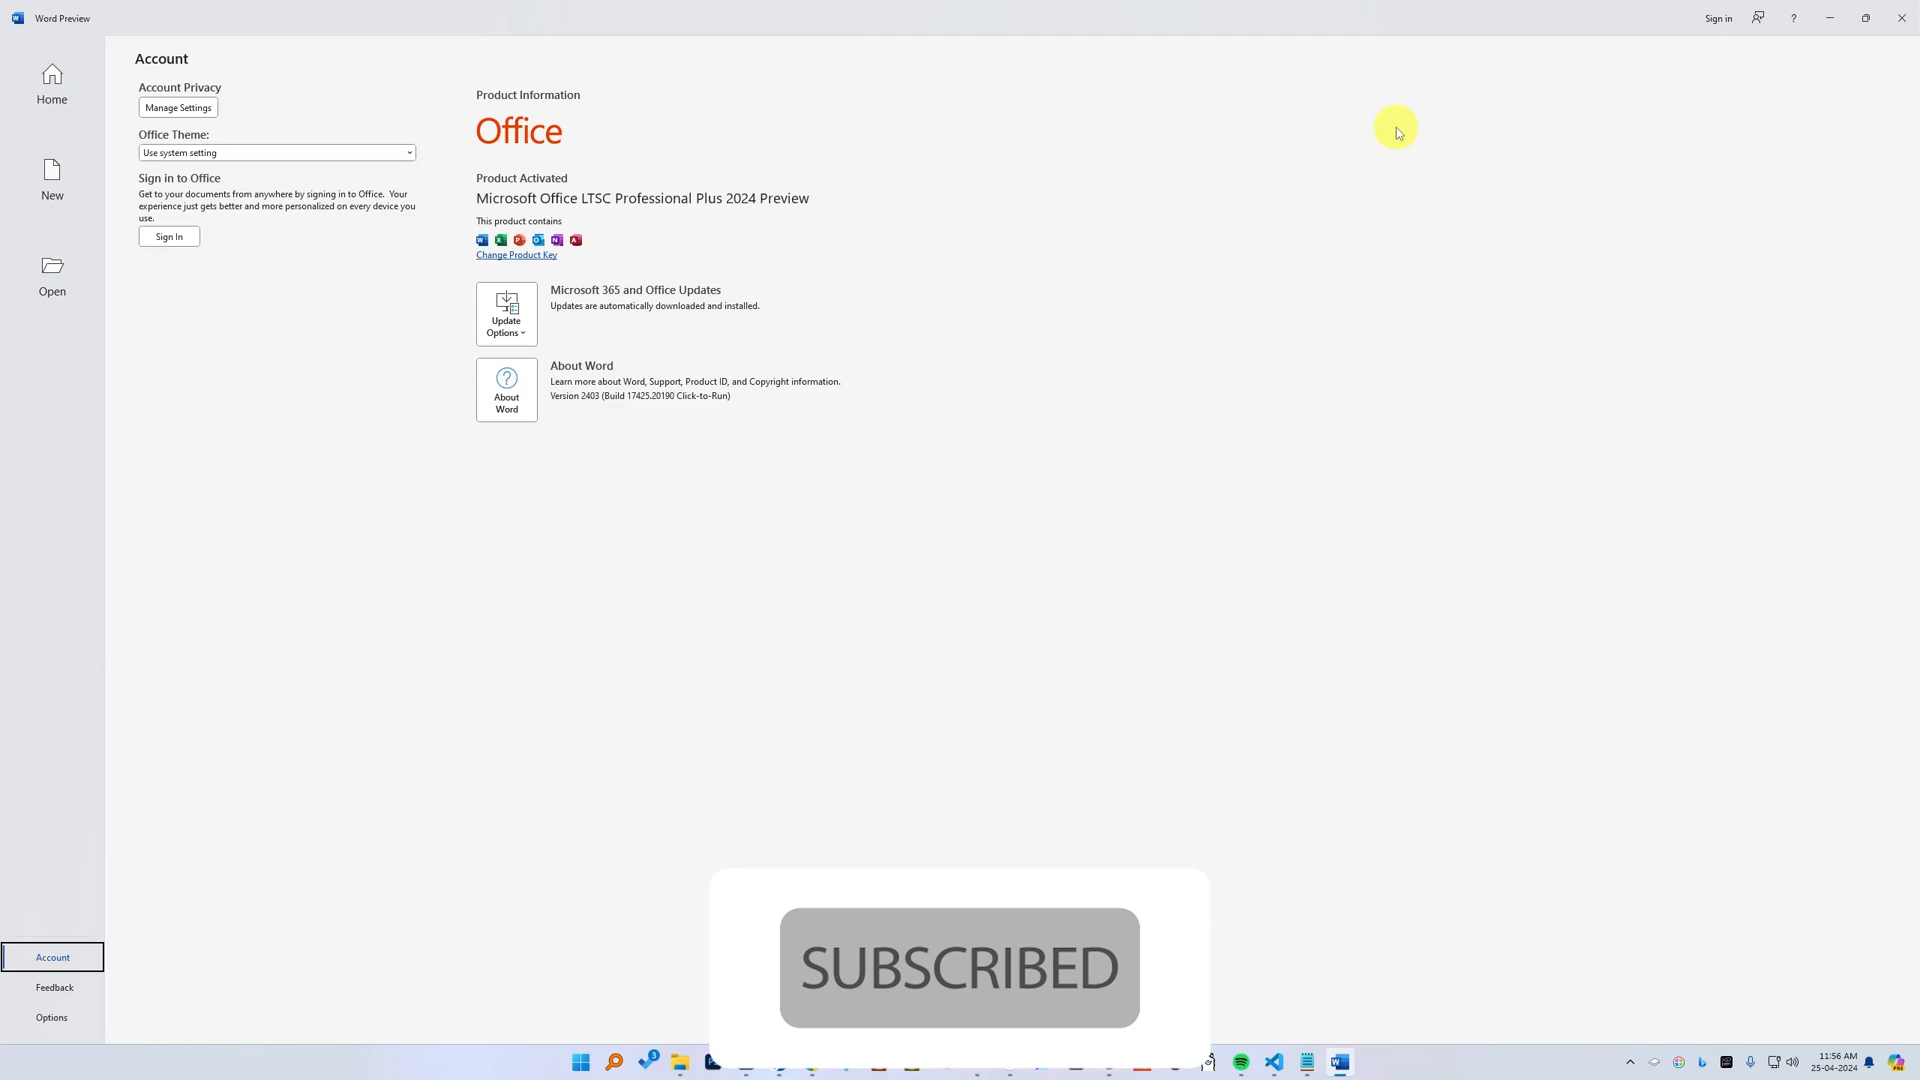 Word Preview
Sign in
?
Home
New
Open
Account
Account Privacy
Manage Settings
Office Theme:
Use system setting
Sign in to Office
Get to your documents from anywhere by signing in to Office. Your
experience just gets better and more personalized on every device you
use.
Sign In
Product Information
Office
Product Activated
Microsoft Office LTSC Professional Plus 2024 Preview
This product contains
Change Product Key
Update
Options
Microsoft 365 and Office Updates
Updates are automatically downloaded and installed.
About
Word
About Word
Learn more about Word, Support, Product ID, and Copyright information.
Version 2403 (Build 17425.20190 Click-to-Run)
Account
Feedback
Options
SUBSCRIBED
3
11:56 AM
25-04-2024
PRE